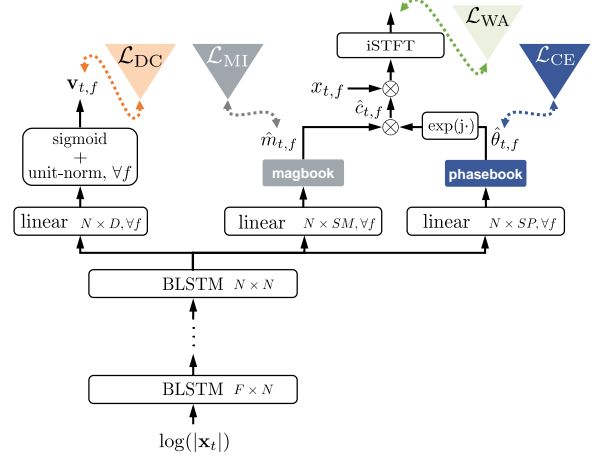 𝓛_DC
𝓛_MI
𝓛_WA
𝓛_CE
iSTFT
v_{t,f}
x_{t,f}
ĉ_{t,f}
exp(j·)
m̂_{t,f}
θ̂_{t,f}
sigmoid
+
unit-norm, ∀f
magbook
phasebook
linear N × D, ∀f
linear N × SM, ∀f
linear N × SP, ∀f
BLSTM N × N
⋮
BLSTM F × N
log(|x_t|)